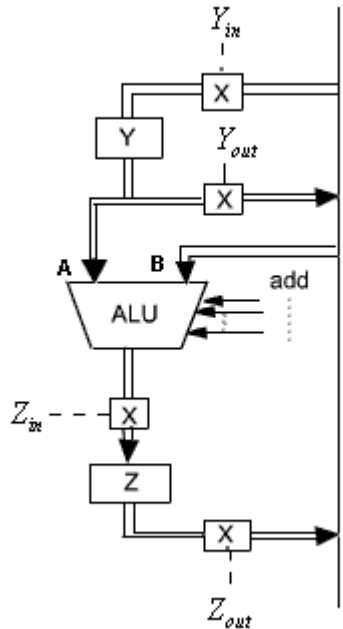 Y_in
X
Y
Y_out
X
A B
add
ALU
Z_in X
Z
X
Z_out